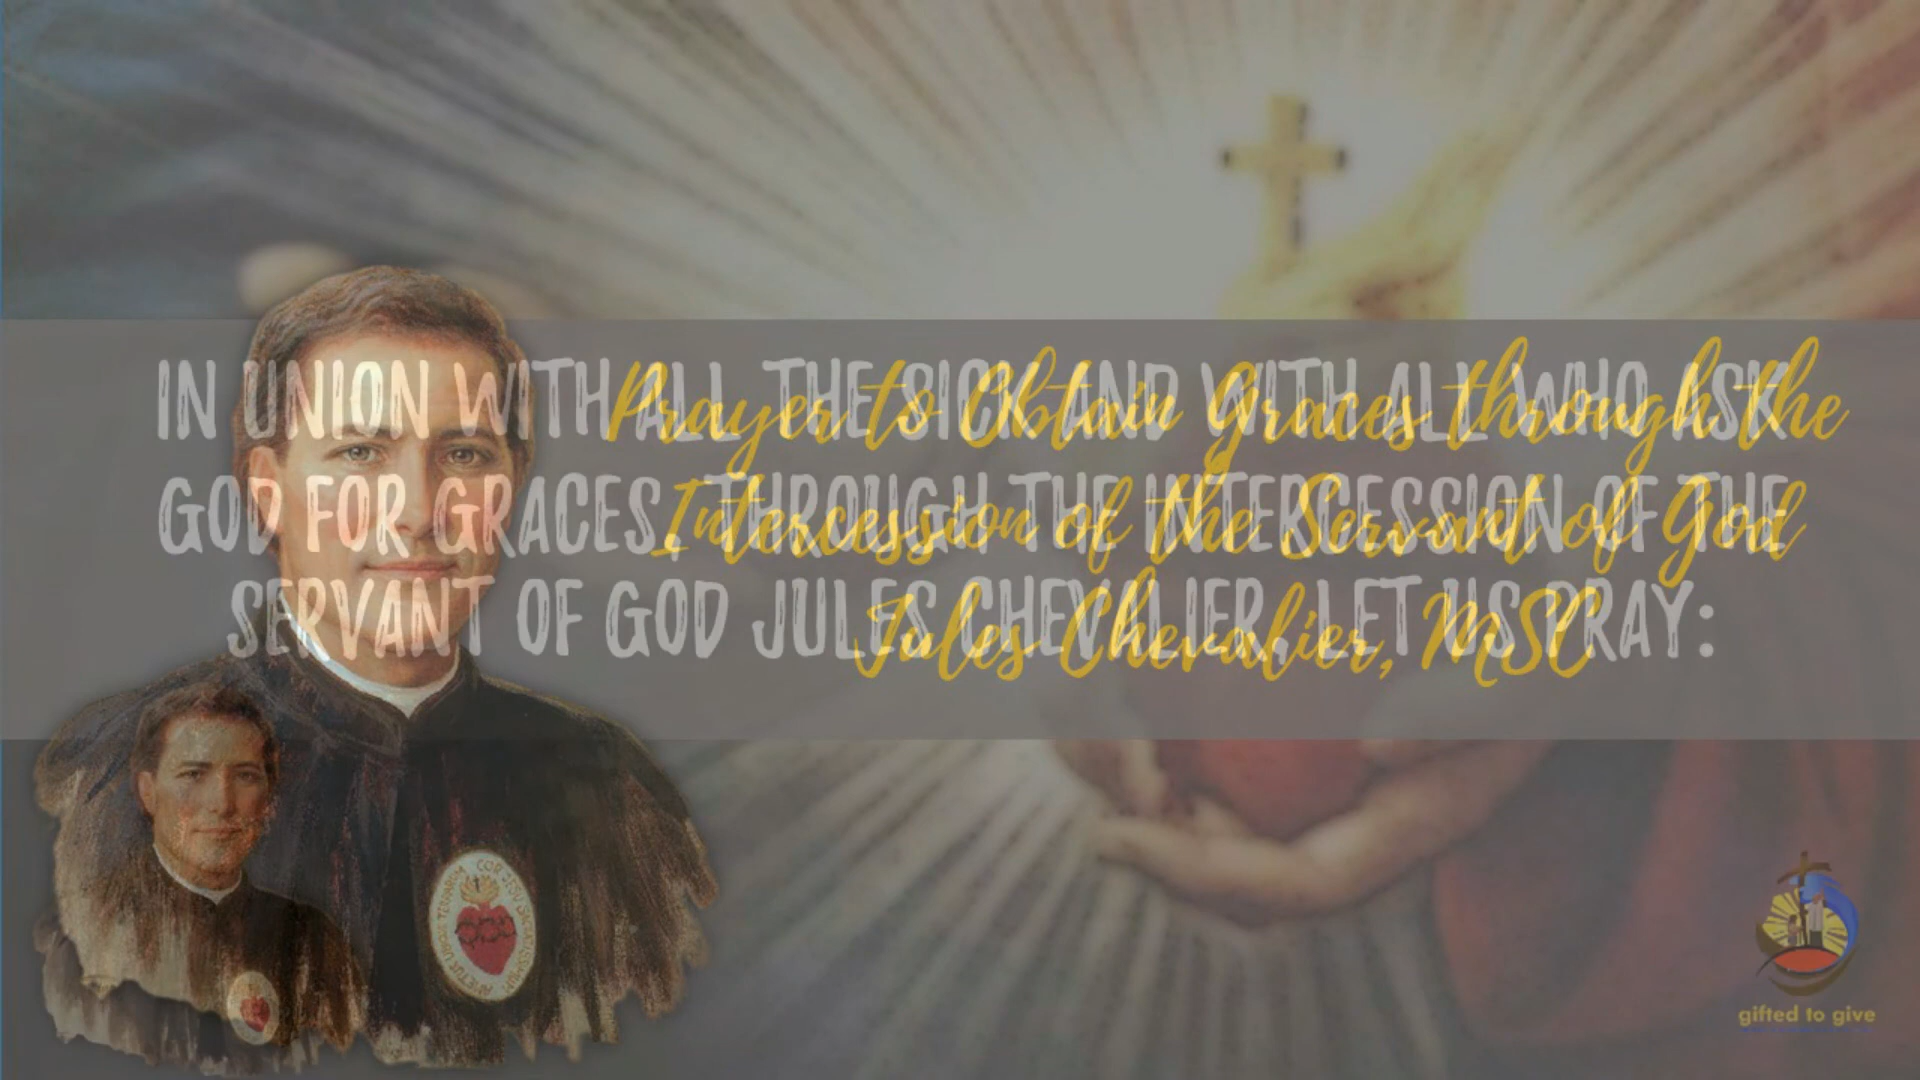 IN UNION WITH ALL THE SICK AND WITH ALL WHO ASK
GOD FOR GRACES, THROUGH THE INTERCESSION OF THE
SERVANT OF GOD JULES CHEVALIER, LET US PRAY:
Prayer to Obtain Graces through the
Intercession of the Servant of God
Jules Chevalier, MSC
gifted to give